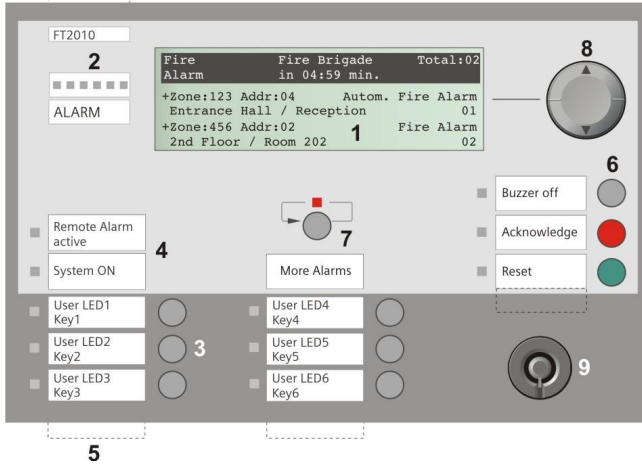 FT2010
2
ALARM
Fire Fire Brigade Total:02
Alarm in 04:59 min.
+Zone:123 Addr:04 Autom. Fire Alarm
Entrance Hall / Reception 01
+Zone:456 Addr:02 Fire Alarm
2nd Floor / Room 202 02
1
8
6
Buzzer off
Acknowledge
Reset
7
Remote Alarm
active
System ON
4
More Alarms
User LED1
Key1
User LED2
Key2
User LED3
Key3
3
User LED4
Key4
User LED5
Key5
User LED6
Key6
9
5